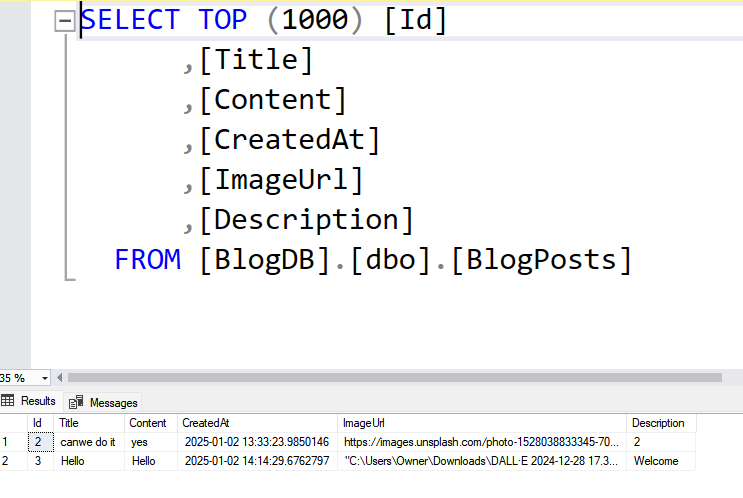 SELECT TOP (1000) [Id]
,[Title]
,[Content]
,[CreatedAt]
,[ImageUrl]
,[Description]
FROM [BlogDB].[dbo].[BlogPosts]
35 %
Results Messages
Id Title Content CreatedAt ImageUrl Description
1 2 canwe do it yes 2025-01-02 13:33:23.9850146 https://images.unsplash.com/photo-1528038833345-70... 2
2 3 Hello Hello 2025-01-02 14:14:29.6762797 "C:\Users\Owner\Downloads\DALL·E 2024-12-28 17.3... Welcome